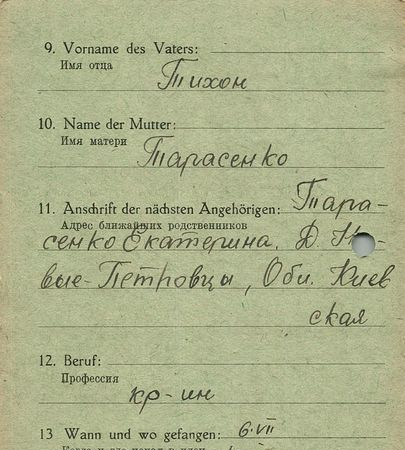 9. Vorname des Vaters:
Имя отца
Тихон
10. Name der Mutter:
Имя матери
Тарасенко
11. Anschrift der nächsten Angehörigen: Тара-
Адрес ближайших родственников
сенко Екатерина, Д. Но-
вые-Петровцы, Обл. Киев
ская
12. Beruf:
Профессия
кр-ин
13 Wann und wo gefangen: 6.VII